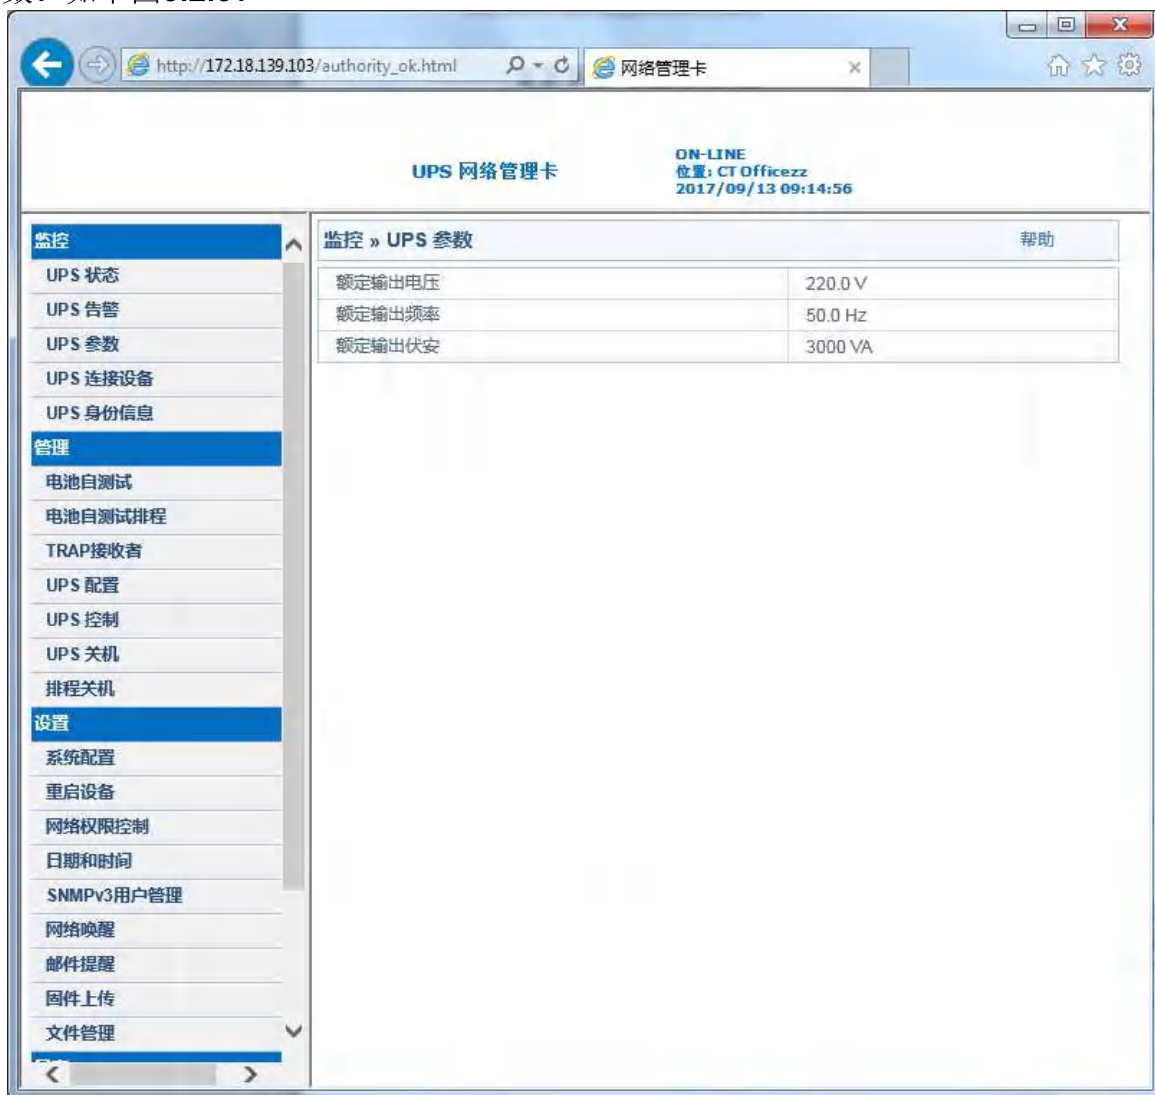 http://172.18.139.103/authority_ok.html
网络管理卡
UPS 网络管理卡
ON-LINE
位置: CT Officezz
2017/09/13 09:14:56
监控
UPS 状态
UPS 告警
UPS 参数
UPS 连接设备
UPS 身份信息
管理
电池自测试
电池自测试排程
TRAP接收者
UPS 配置
UPS 控制
UPS 关机
排程关机
设置
系统配置
重启设备
网络权限控制
日期和时间
SNMPv3用户管理
网络唤醒
邮件提醒
固件上传
文件管理
监控 » UPS 参数 帮助
额定输出电压 220.0 V
额定输出频率 50.0 Hz
额定输出伏安 3000 VA